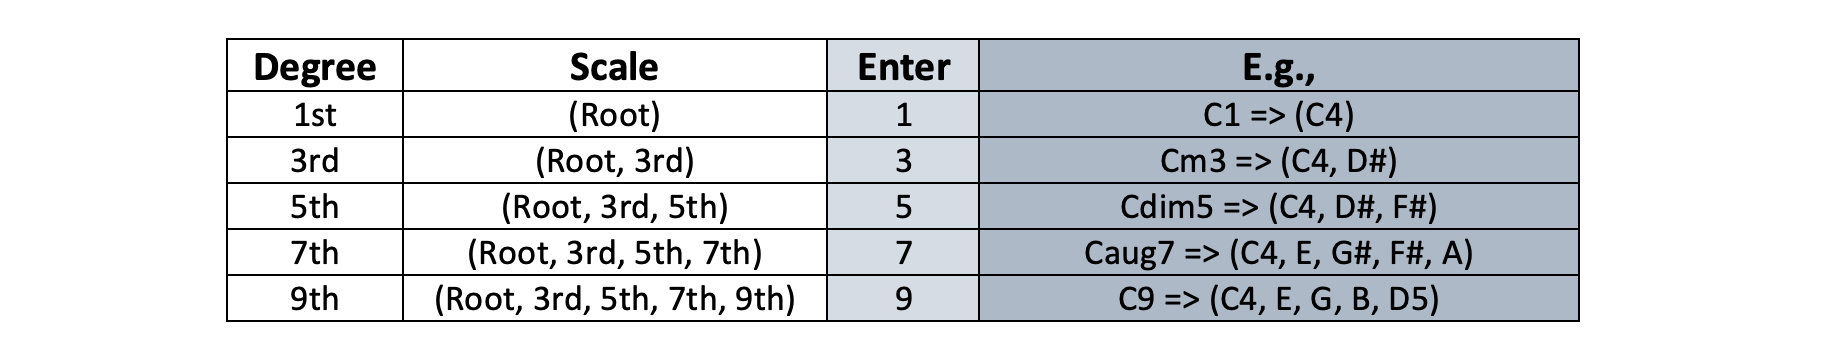 Degree Scale Enter E.g.,
1st (Root) 1 C1 => (C4)
3rd (Root, 3rd) 3 Cm3 => (C4, D#)
5th (Root, 3rd, 5th) 5 Cdim5 => (C4, D#, F#)
7th (Root, 3rd, 5th, 7th) 7 Caug7 => (C4, E, G#, F#, A)
9th (Root, 3rd, 5th, 7th, 9th) 9 C9 => (C4, E, G, B, D5)